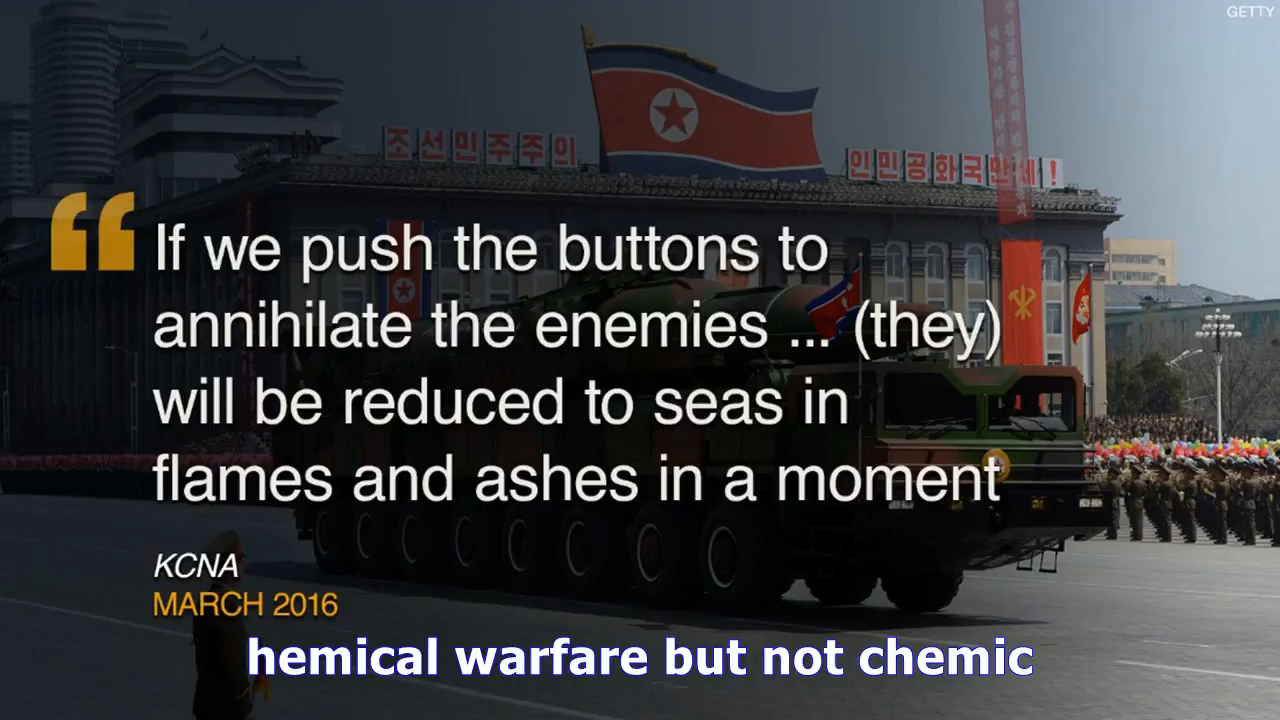 GETTY
조선민주주의
인민공화국만세!
“If we push the buttons to
annihilate the enemies ... (they)
will be reduced to seas in
flames and ashes in a moment
KCNA
MARCH 2016
hemical warfare but not chemic